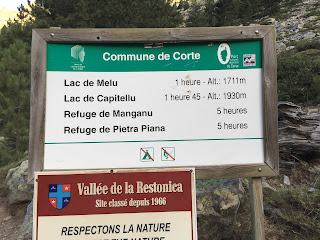 Commune de Corte
Lac de Melu 1 heure - Alt.: 1711m
Lac de Capitellu 1 heure 45 - Alt.: 1930m
Refuge de Manganu 5 heures
Refuge de Pietra Piana 5 heures
Vallée de la Restonica
Site classé depuis 1966
RESPECTONS LA NATURE